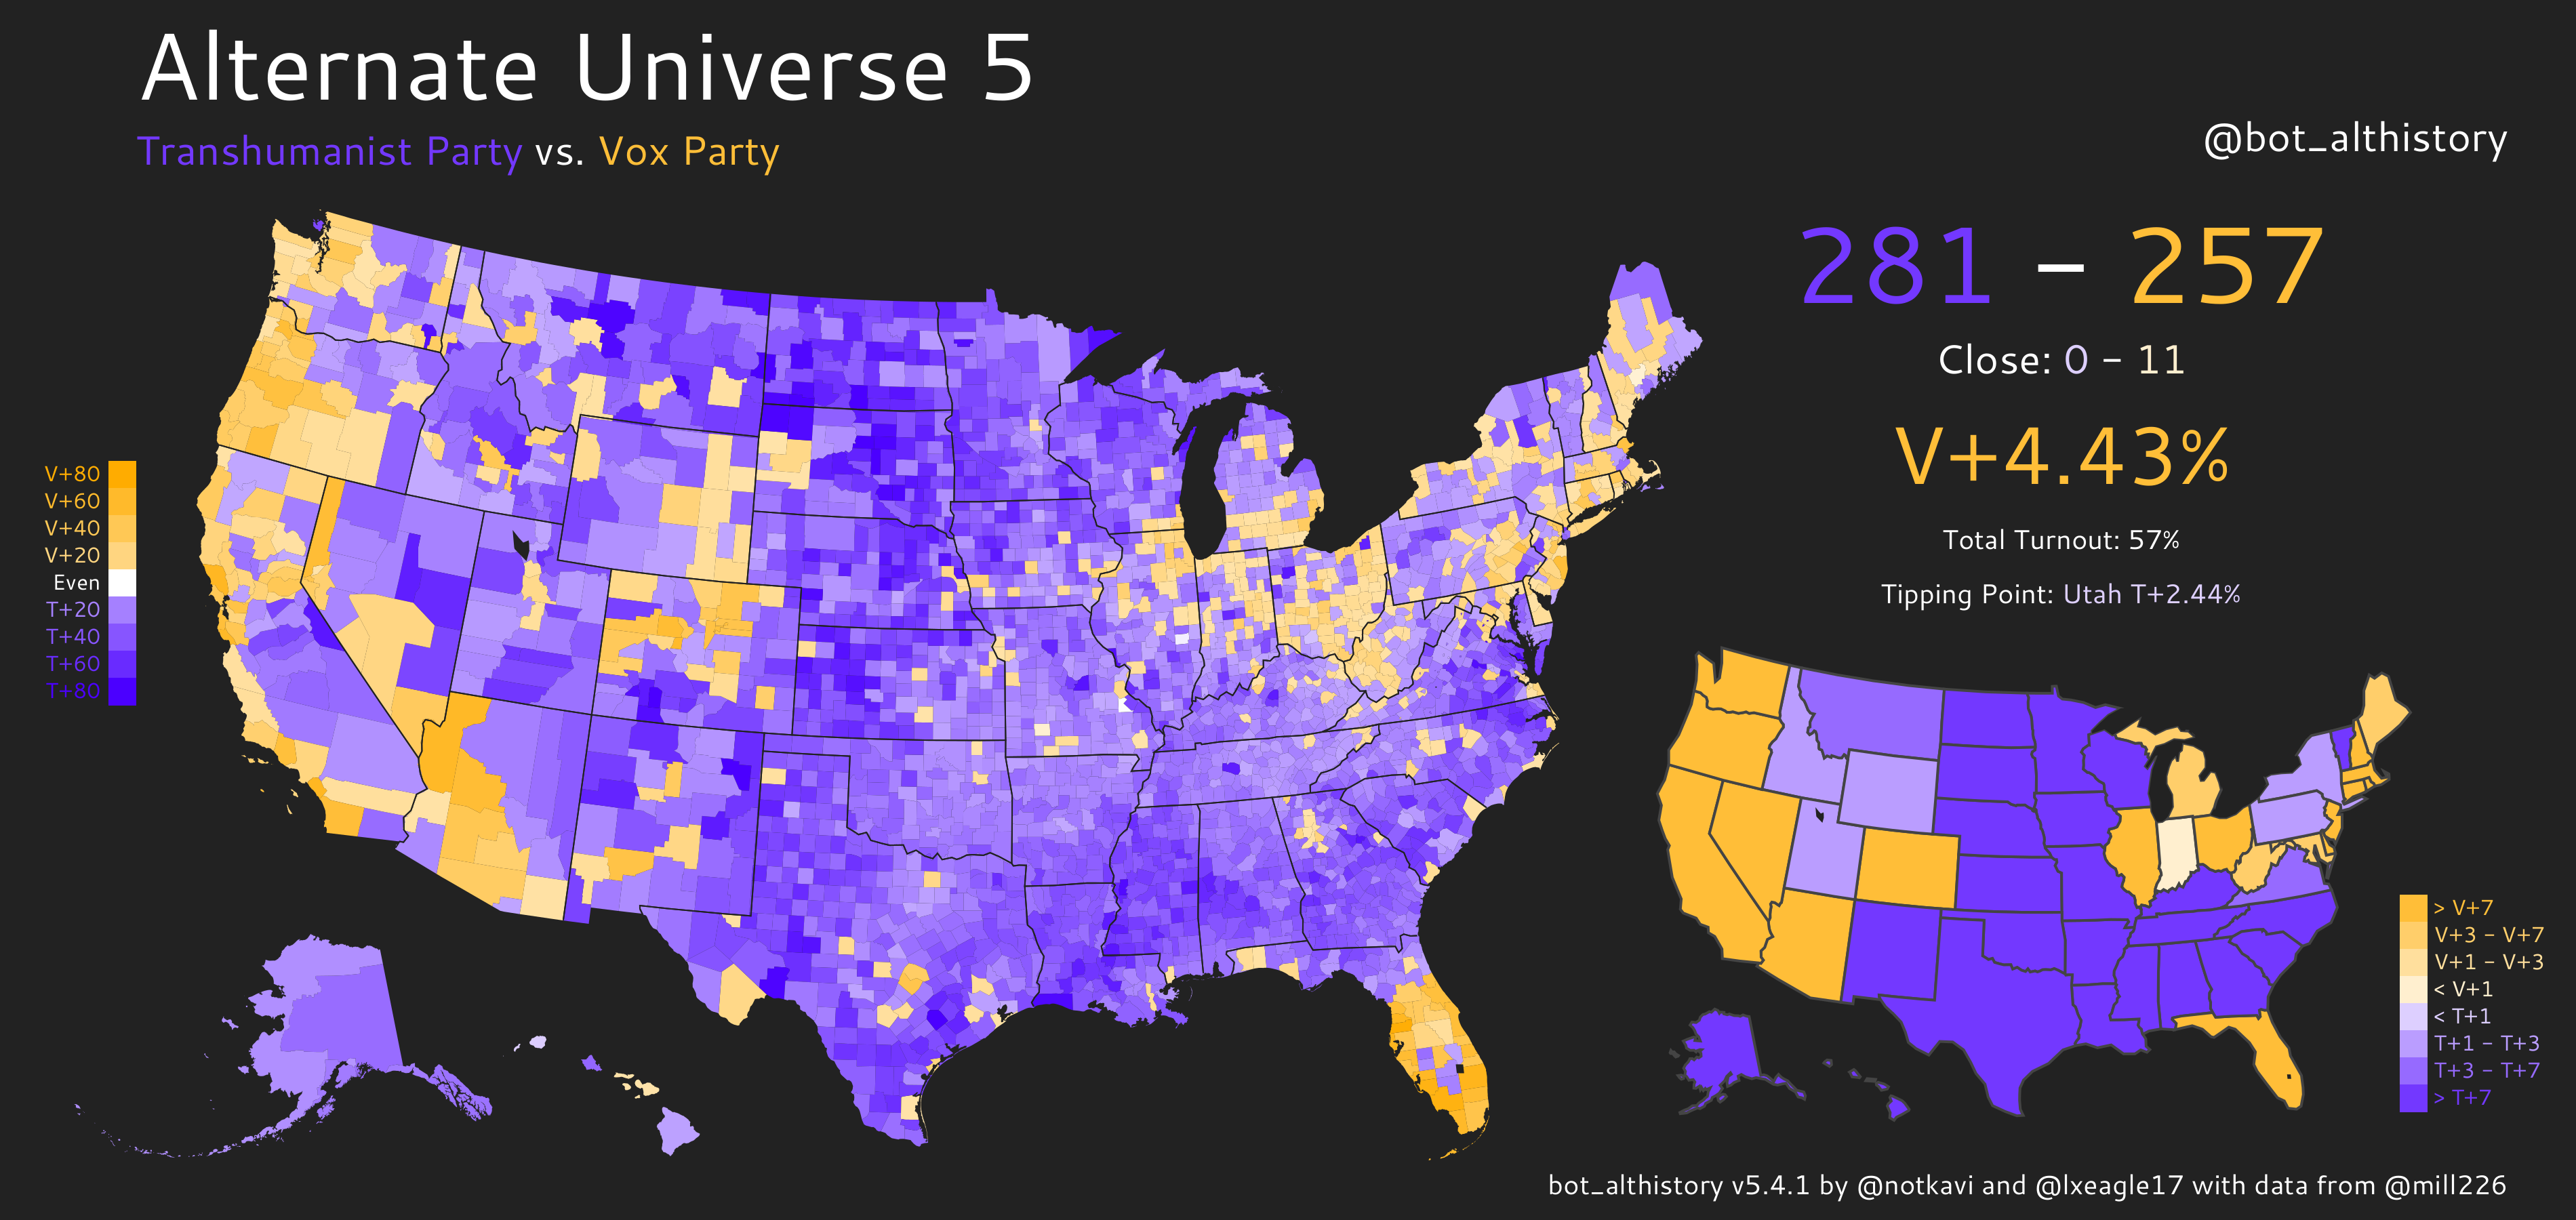 Alternate Universe 5
Transhumanist Party vs. Vox Party
@bot_althistory
281 – 257
Close: 0 – 11
V+4.43%
Total Turnout: 57%
Tipping Point: Utah T+2.44%
V+80
V+60
V+40
V+20
Even
T+20
T+40
T+60
T+80
> V+7
V+3 – V+7
V+1 – V+3
< V+1
< T+1
T+1 – T+3
T+3 – T+7
> T+7
bot_althistory v5.4.1 by @notkavi and @lxeagle17 with data from @mill226